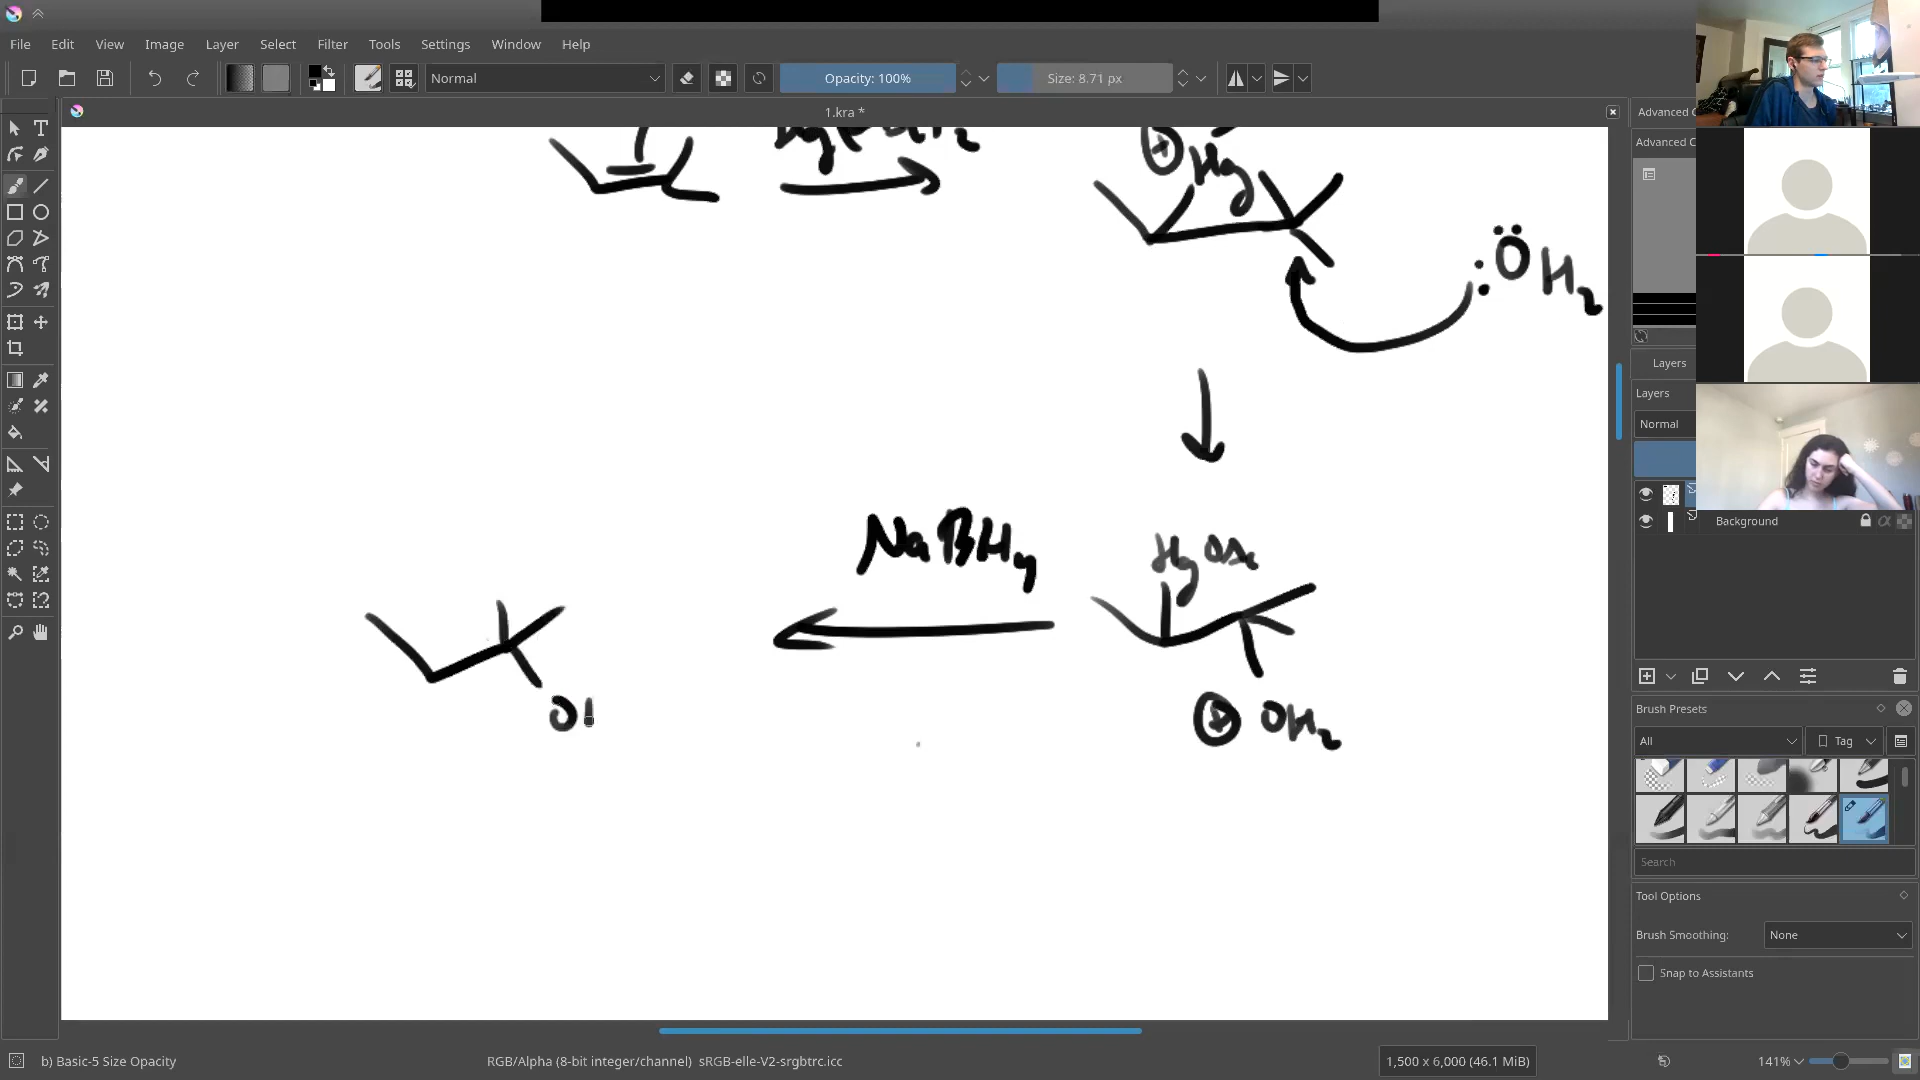 File Edit View Image Layer Select Filter Tools Settings Window Help
Normal
Opacity: 100%
Size: 8.71 px
1.kra *
Advanced C
Advanced C
⊕ Hg
:ÖH2
NaBH4
HgOAc
OH2
⊕
Layers
Layers
Normal
Background
Brush Presets
All
Tag
Search
Tool Options
Brush Smoothing: None
Snap to Assistants
b) Basic-5 Size Opacity
RGB/Alpha (8-bit integer/channel) sRGB-elle-V2-srgbtrc.icc
1,500 x 6,000 (46.1 MiB)
141%